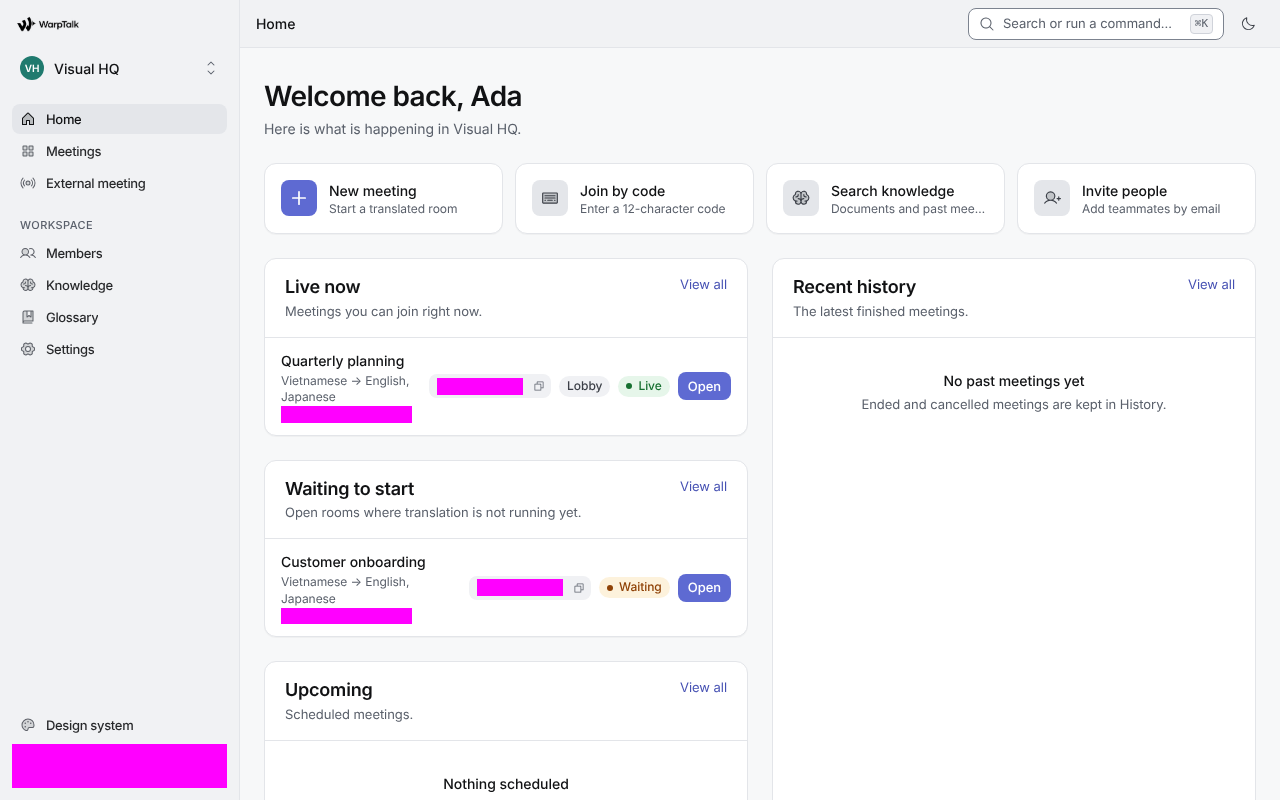 WarpTalk
VH
Visual HQ
Home
Meetings
External meeting
WORKSPACE
Members
Knowledge
Glossary
Settings
Design system
Home
Search or run a command...
⌘K
Welcome back, Ada
Here is what is happening in Visual HQ.
New meeting
Start a translated room
Join by code
Enter a 12-character code
Search knowledge
Documents and past mee...
Invite people
Add teammates by email
Live now
View all
Meetings you can join right now.
Quarterly planning
Vietnamese → English,
Japanese
Lobby
Live
Open
Waiting to start
View all
Open rooms where translation is not running yet.
Customer onboarding
Vietnamese → English,
Japanese
Waiting
Open
Upcoming
View all
Scheduled meetings.
Nothing scheduled
Recent history
View all
The latest finished meetings.
No past meetings yet
Ended and cancelled meetings are kept in History.